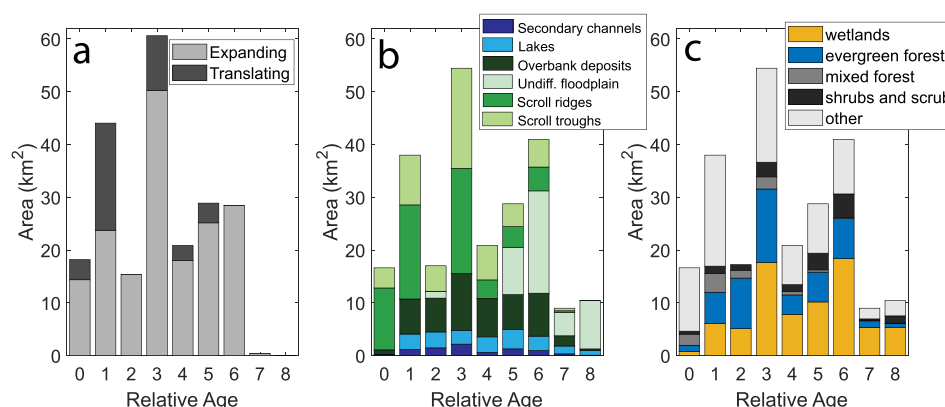 a
Expanding
Translating
Area (km²)
60
50
40
30
20
10
0
0 1 2 3 4 5 6 7 8
Relative Age
b
Secondary channels
Lakes
Overbank deposits
Undiff. floodplain
Scroll ridges
Scroll troughs
Area (km²)
60
50
40
30
20
10
0
0 1 2 3 4 5 6 7 8
Relative Age
c
wetlands
evergreen forest
mixed forest
shrubs and scrub
other
Area (km²)
60
50
40
30
20
10
0
0 1 2 3 4 5 6 7 8
Relative Age